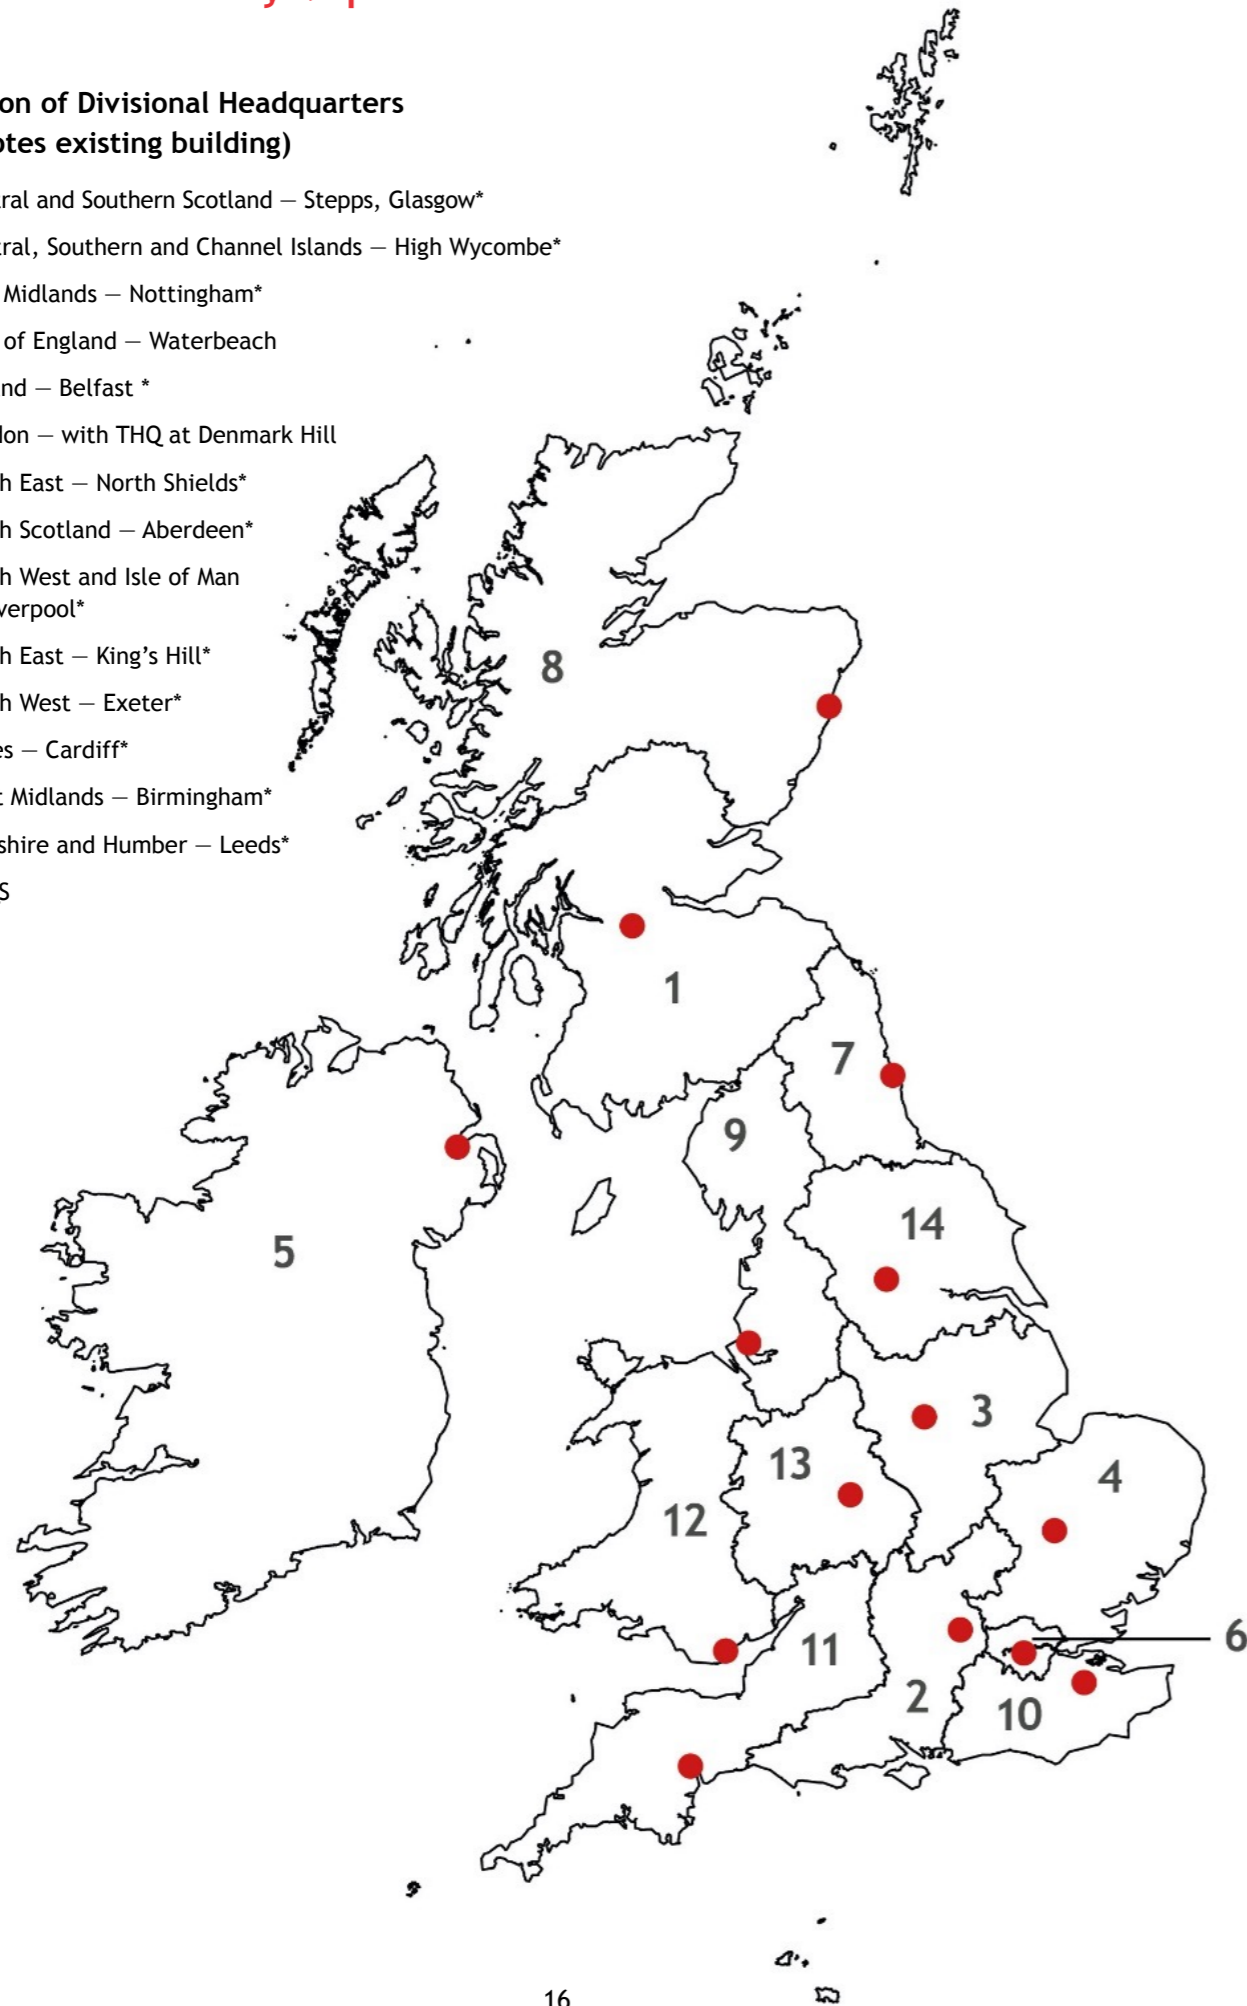 on of Divisional Headquarters
otes existing building)
ral and Southern Scotland — Stepps, Glasgow*
tral, Southern and Channel Islands — High Wycombe*
Midlands — Nottingham*
of England — Waterbeach
nd — Belfast *
don — with THQ at Denmark Hill
h East — North Shields*
h Scotland — Aberdeen*
h West and Isle of Man
verpool*
h East — King’s Hill*
h West — Exeter*
es — Cardiff*
t Midlands — Birmingham*
shire and Humber — Leeds*
S
8
1
7
9
14
5
3
13
4
12
6
11
2
10
16